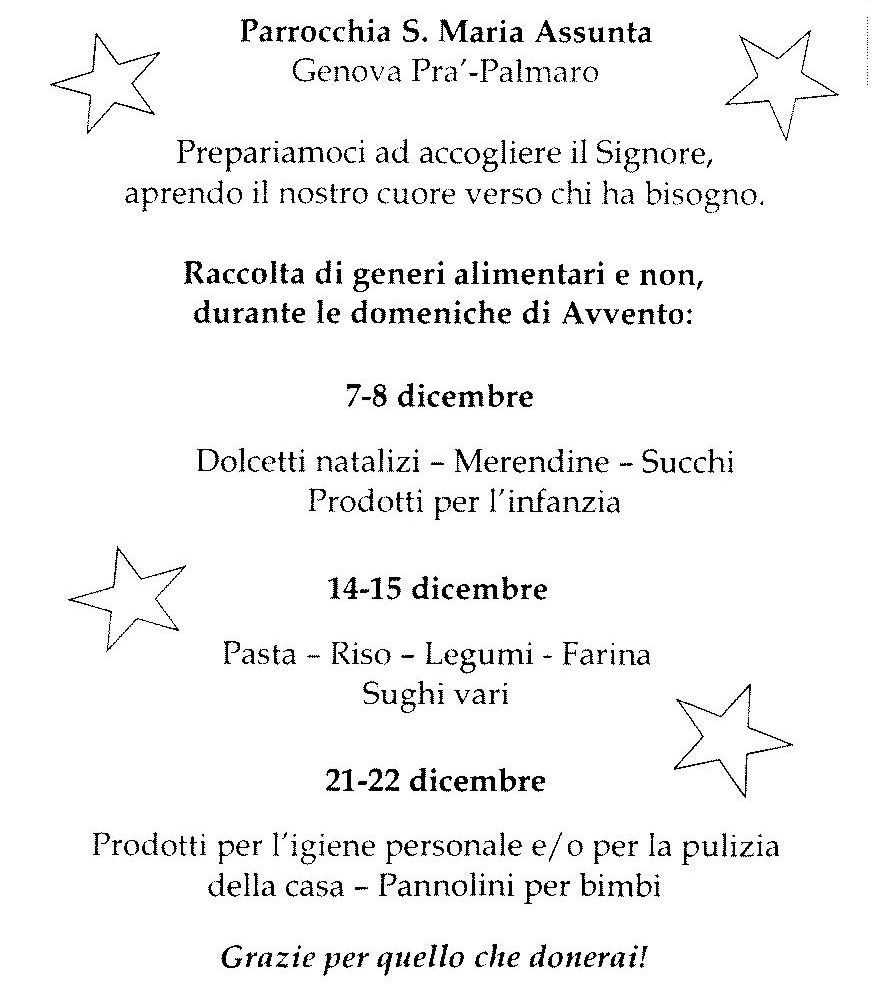 Parrocchia S. Maria Assunta
Genova Pra'-Palmaro
Prepariamoci ad accogliere il Signore,
aprendo il nostro cuore verso chi ha bisogno.
Raccolta di generi alimentari e non,
durante le domeniche di Avvento:
7-8 dicembre
Dolcetti natalizi – Merendine – Succhi
Prodotti per l'infanzia
14-15 dicembre
Pasta – Riso – Legumi - Farina
Sughi vari
21-22 dicembre
Prodotti per l'igiene personale e/o per la pulizia
della casa – Pannolini per bimbi
Grazie per quello che donerai!